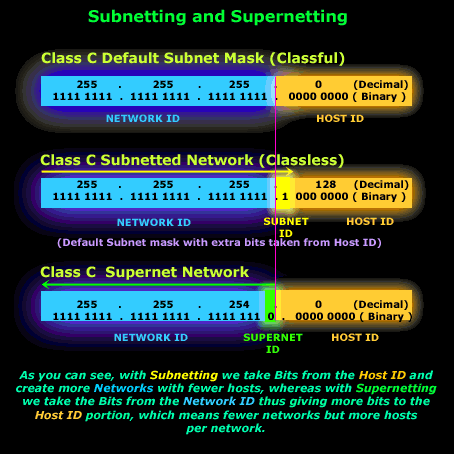 Subnetting and Supernetting
Class C Default Subnet Mask (Classful)
255 . 255 . 255 . 0 (Decimal)
1111 1111 . 1111 1111 . 1111 1111 . 0000 0000 ( Binary )
NETWORK ID HOST ID
Class C Subnetted Network (Classless)
255 . 255 . 255 . 128 (Decimal)
1111 1111 . 1111 1111 . 1111 1111 . 1 000 0000 ( Binary )
NETWORK ID SUBNET ID HOST ID
(Default Subnet mask with extra bits taken from Host ID)
Class C Supernet Network
255 . 255 . 254 . 0 (Decimal)
1111 1111 . 1111 1111 . 1111 111 0 . 0000 0000 ( Binary )
NETWORK ID SUPERNET ID HOST ID
As you can see, with Subnetting we take Bits from the Host ID and
create more Networks with fewer hosts, whereas with Supernetting
we take the Bits from the Network ID thus giving more bits to the
Host ID portion, which means fewer networks but more hosts
per network.